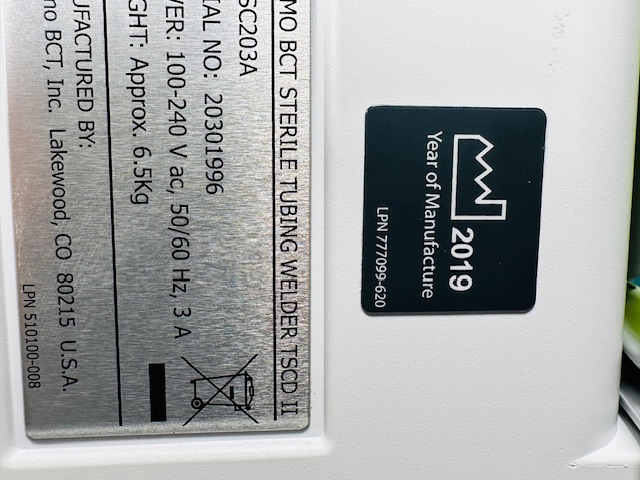 MO BCT STERILE TUBING WELDER TSCD II
SC203A
IAL NO: 20301996
VER: 100-240 V ac, 50/60 Hz, 3 A
GHT: Approx. 6.5Kg
UFACTURED BY:
no BCT, Inc. Lakewood, CO 80215 U.S.A.
LPN 510100-008
2019
Year of Manufacture
LPN 777099-620